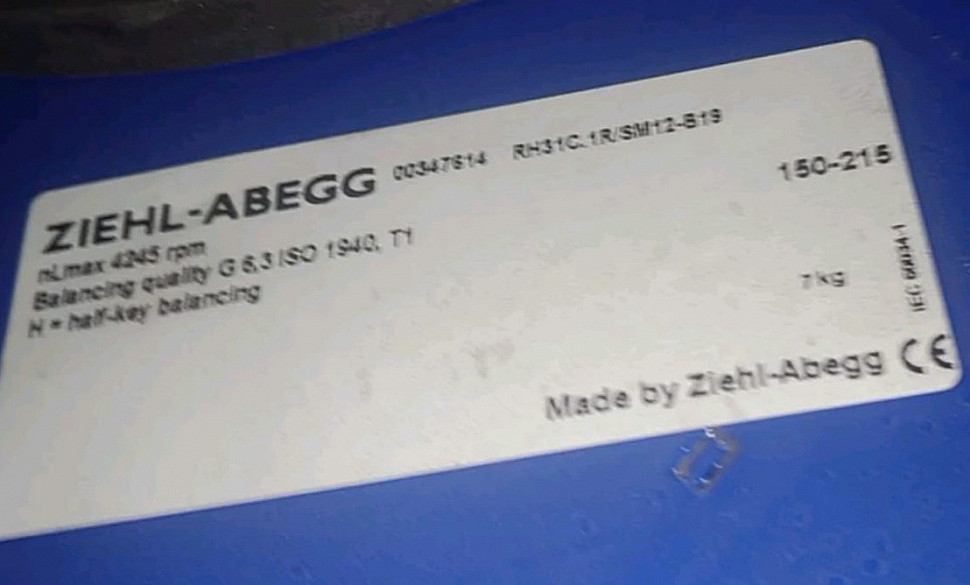 ZIEHL-ABEGG 00347614 RH31C.1R/SM12-B19
150-215
nLmax 4245 rpm
Balancing quality G 6,3 ISO 1940, T1
H = half-key balancing
7 kg
IEC 60034-1
Made by Ziehl-Abegg CE